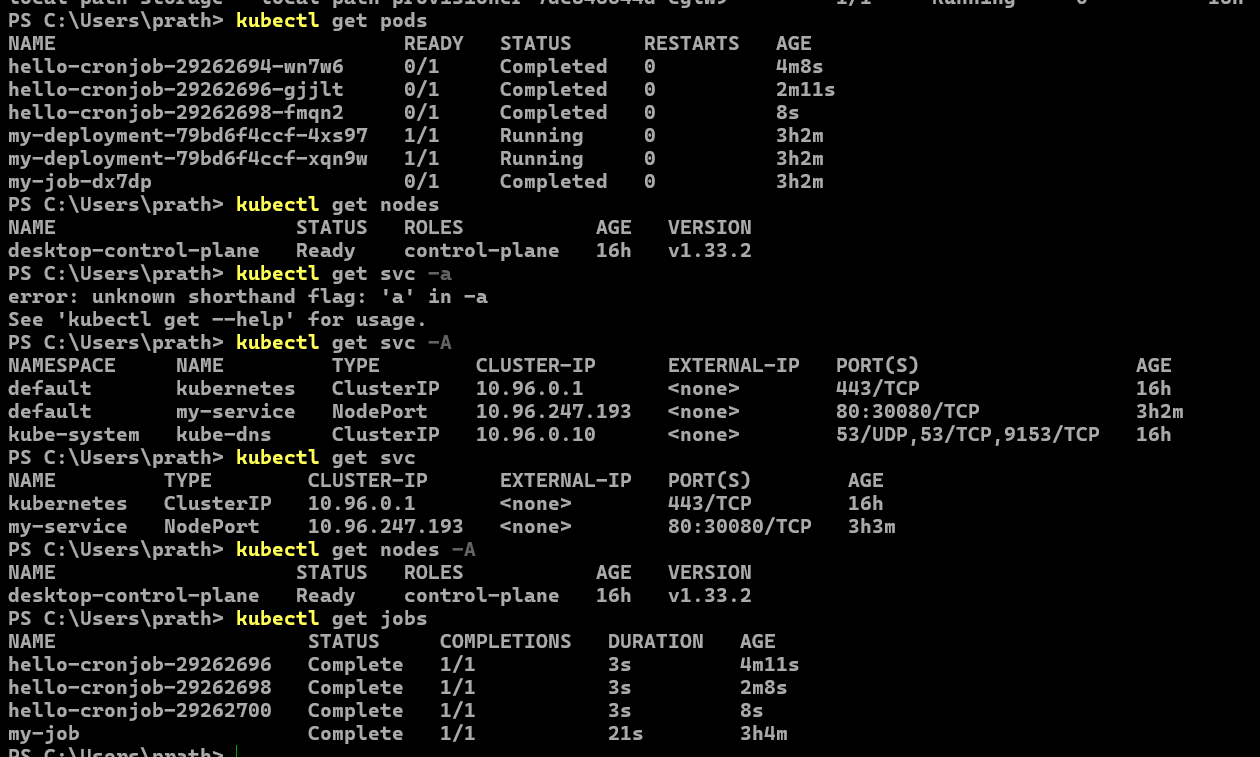 local-path-storage   local-path-provisioner-7dc846544d-cgtw9         1/1     Running     0          16h
PS C:\Users\prath> kubectl get pods
NAME                             READY   STATUS      RESTARTS   AGE
hello-cronjob-29262694-wn7w6     0/1     Completed   0          4m8s
hello-cronjob-29262696-gjjlt     0/1     Completed   0          2m11s
hello-cronjob-29262698-fmqn2     0/1     Completed   0          8s
my-deployment-79bd6f4ccf-4xs97   1/1     Running     0          3h2m
my-deployment-79bd6f4ccf-xqn9w   1/1     Running     0          3h2m
my-job-dx7dp                     0/1     Completed   0          3h2m
PS C:\Users\prath> kubectl get nodes
NAME                    STATUS   ROLES           AGE   VERSION
desktop-control-plane   Ready    control-plane   16h   v1.33.2
PS C:\Users\prath> kubectl get svc -a
error: unknown shorthand flag: 'a' in -a
See 'kubectl get --help' for usage.
PS C:\Users\prath> kubectl get svc -A
NAMESPACE     NAME         TYPE        CLUSTER-IP      EXTERNAL-IP   PORT(S)                  AGE
default       kubernetes   ClusterIP   10.96.0.1       <none>        443/TCP                  16h
default       my-service   NodePort    10.96.247.193   <none>        80:30080/TCP             3h2m
kube-system   kube-dns     ClusterIP   10.96.0.10      <none>        53/UDP,53/TCP,9153/TCP   16h
PS C:\Users\prath> kubectl get svc
NAME         TYPE        CLUSTER-IP      EXTERNAL-IP   PORT(S)        AGE
kubernetes   ClusterIP   10.96.0.1       <none>        443/TCP        16h
my-service   NodePort    10.96.247.193   <none>        80:30080/TCP   3h3m
PS C:\Users\prath> kubectl get nodes -A
NAME                    STATUS   ROLES           AGE   VERSION
desktop-control-plane   Ready    control-plane   16h   v1.33.2
PS C:\Users\prath> kubectl get jobs
NAME                     STATUS     COMPLETIONS   DURATION   AGE
hello-cronjob-29262696   Complete   1/1           3s         4m11s
hello-cronjob-29262698   Complete   1/1           3s         2m8s
hello-cronjob-29262700   Complete   1/1           3s         8s
my-job                   Complete   1/1           21s        3h4m
PS C:\Users\prath>